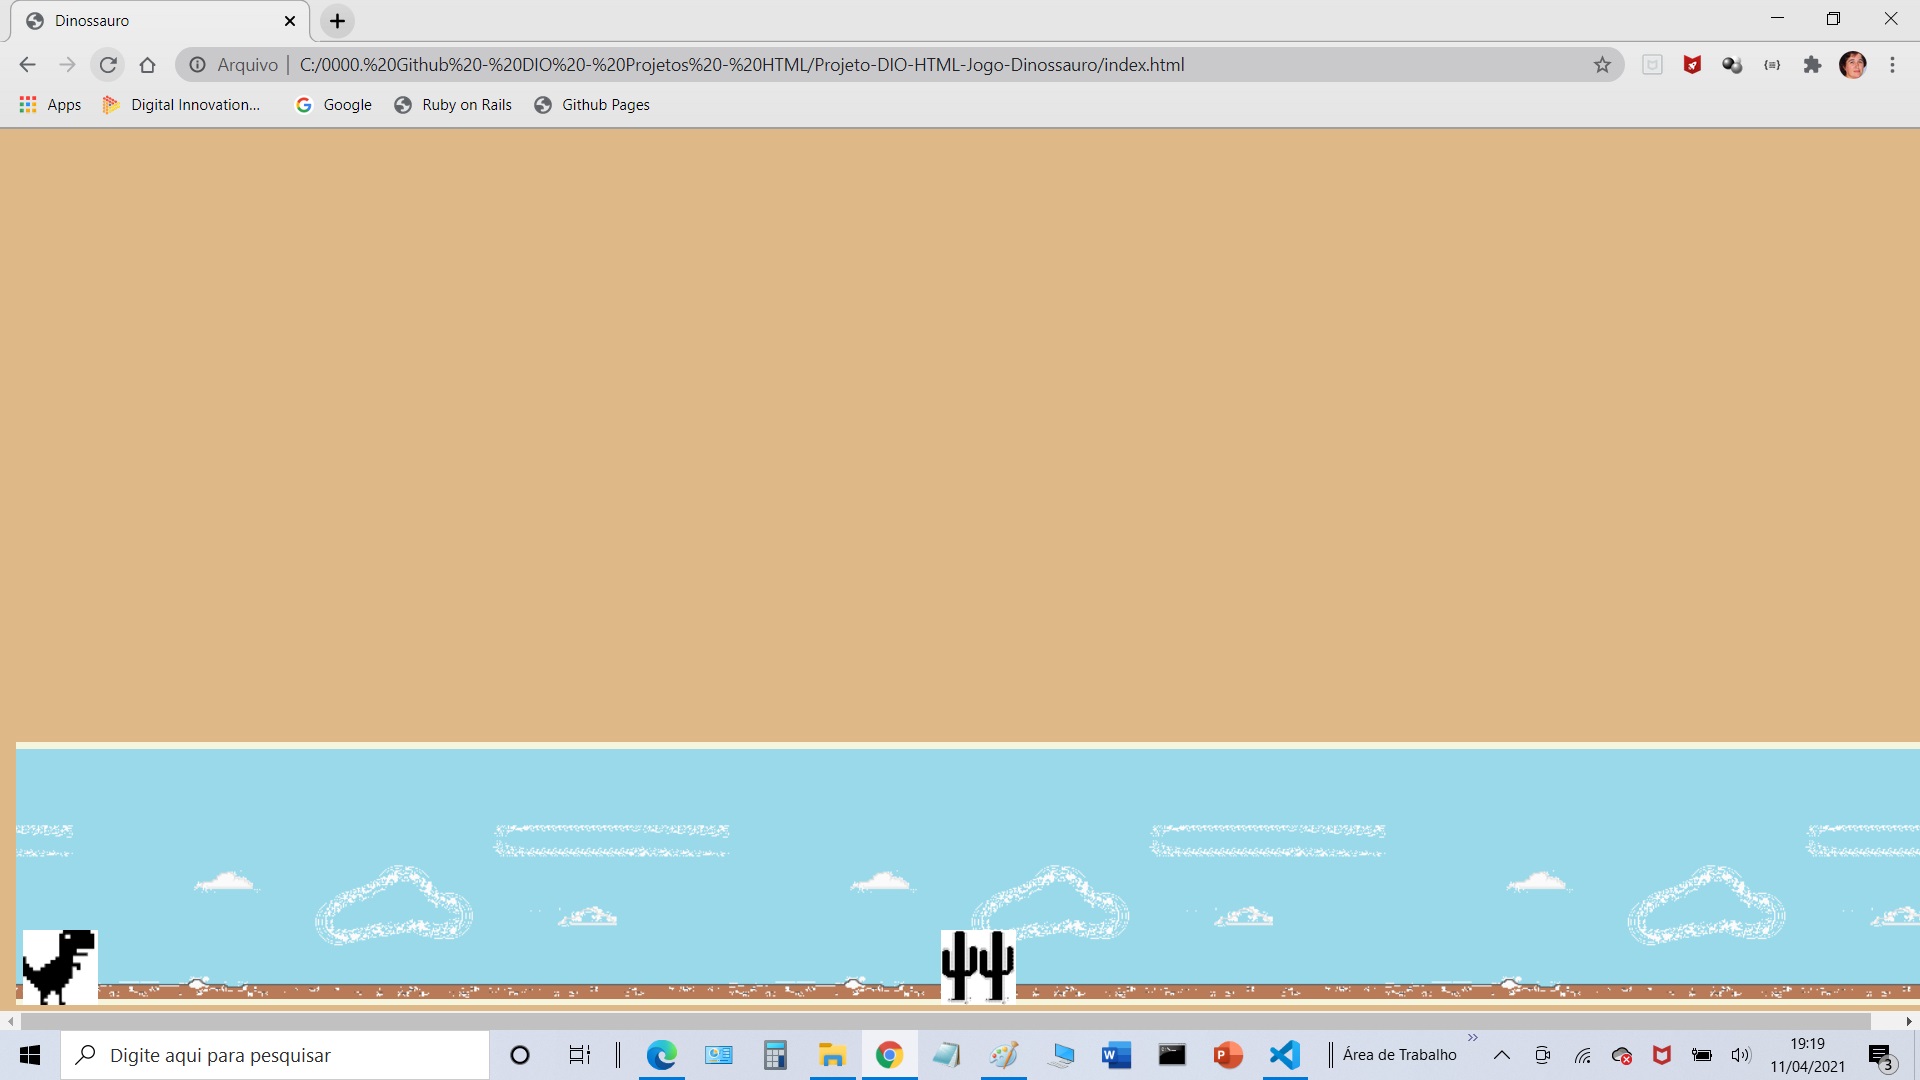 Dinossauro
Arquivo | C:/0000.%20Github%20-%20DIO%20-%20Projetos%20-%20HTML/Projeto-DIO-HTML-Jogo-Dinossauro/index.html
Apps Digital Innovation... Google Ruby on Rails Github Pages
Digite aqui para pesquisar
Área de Trabalho
19:19
11/04/2021
3